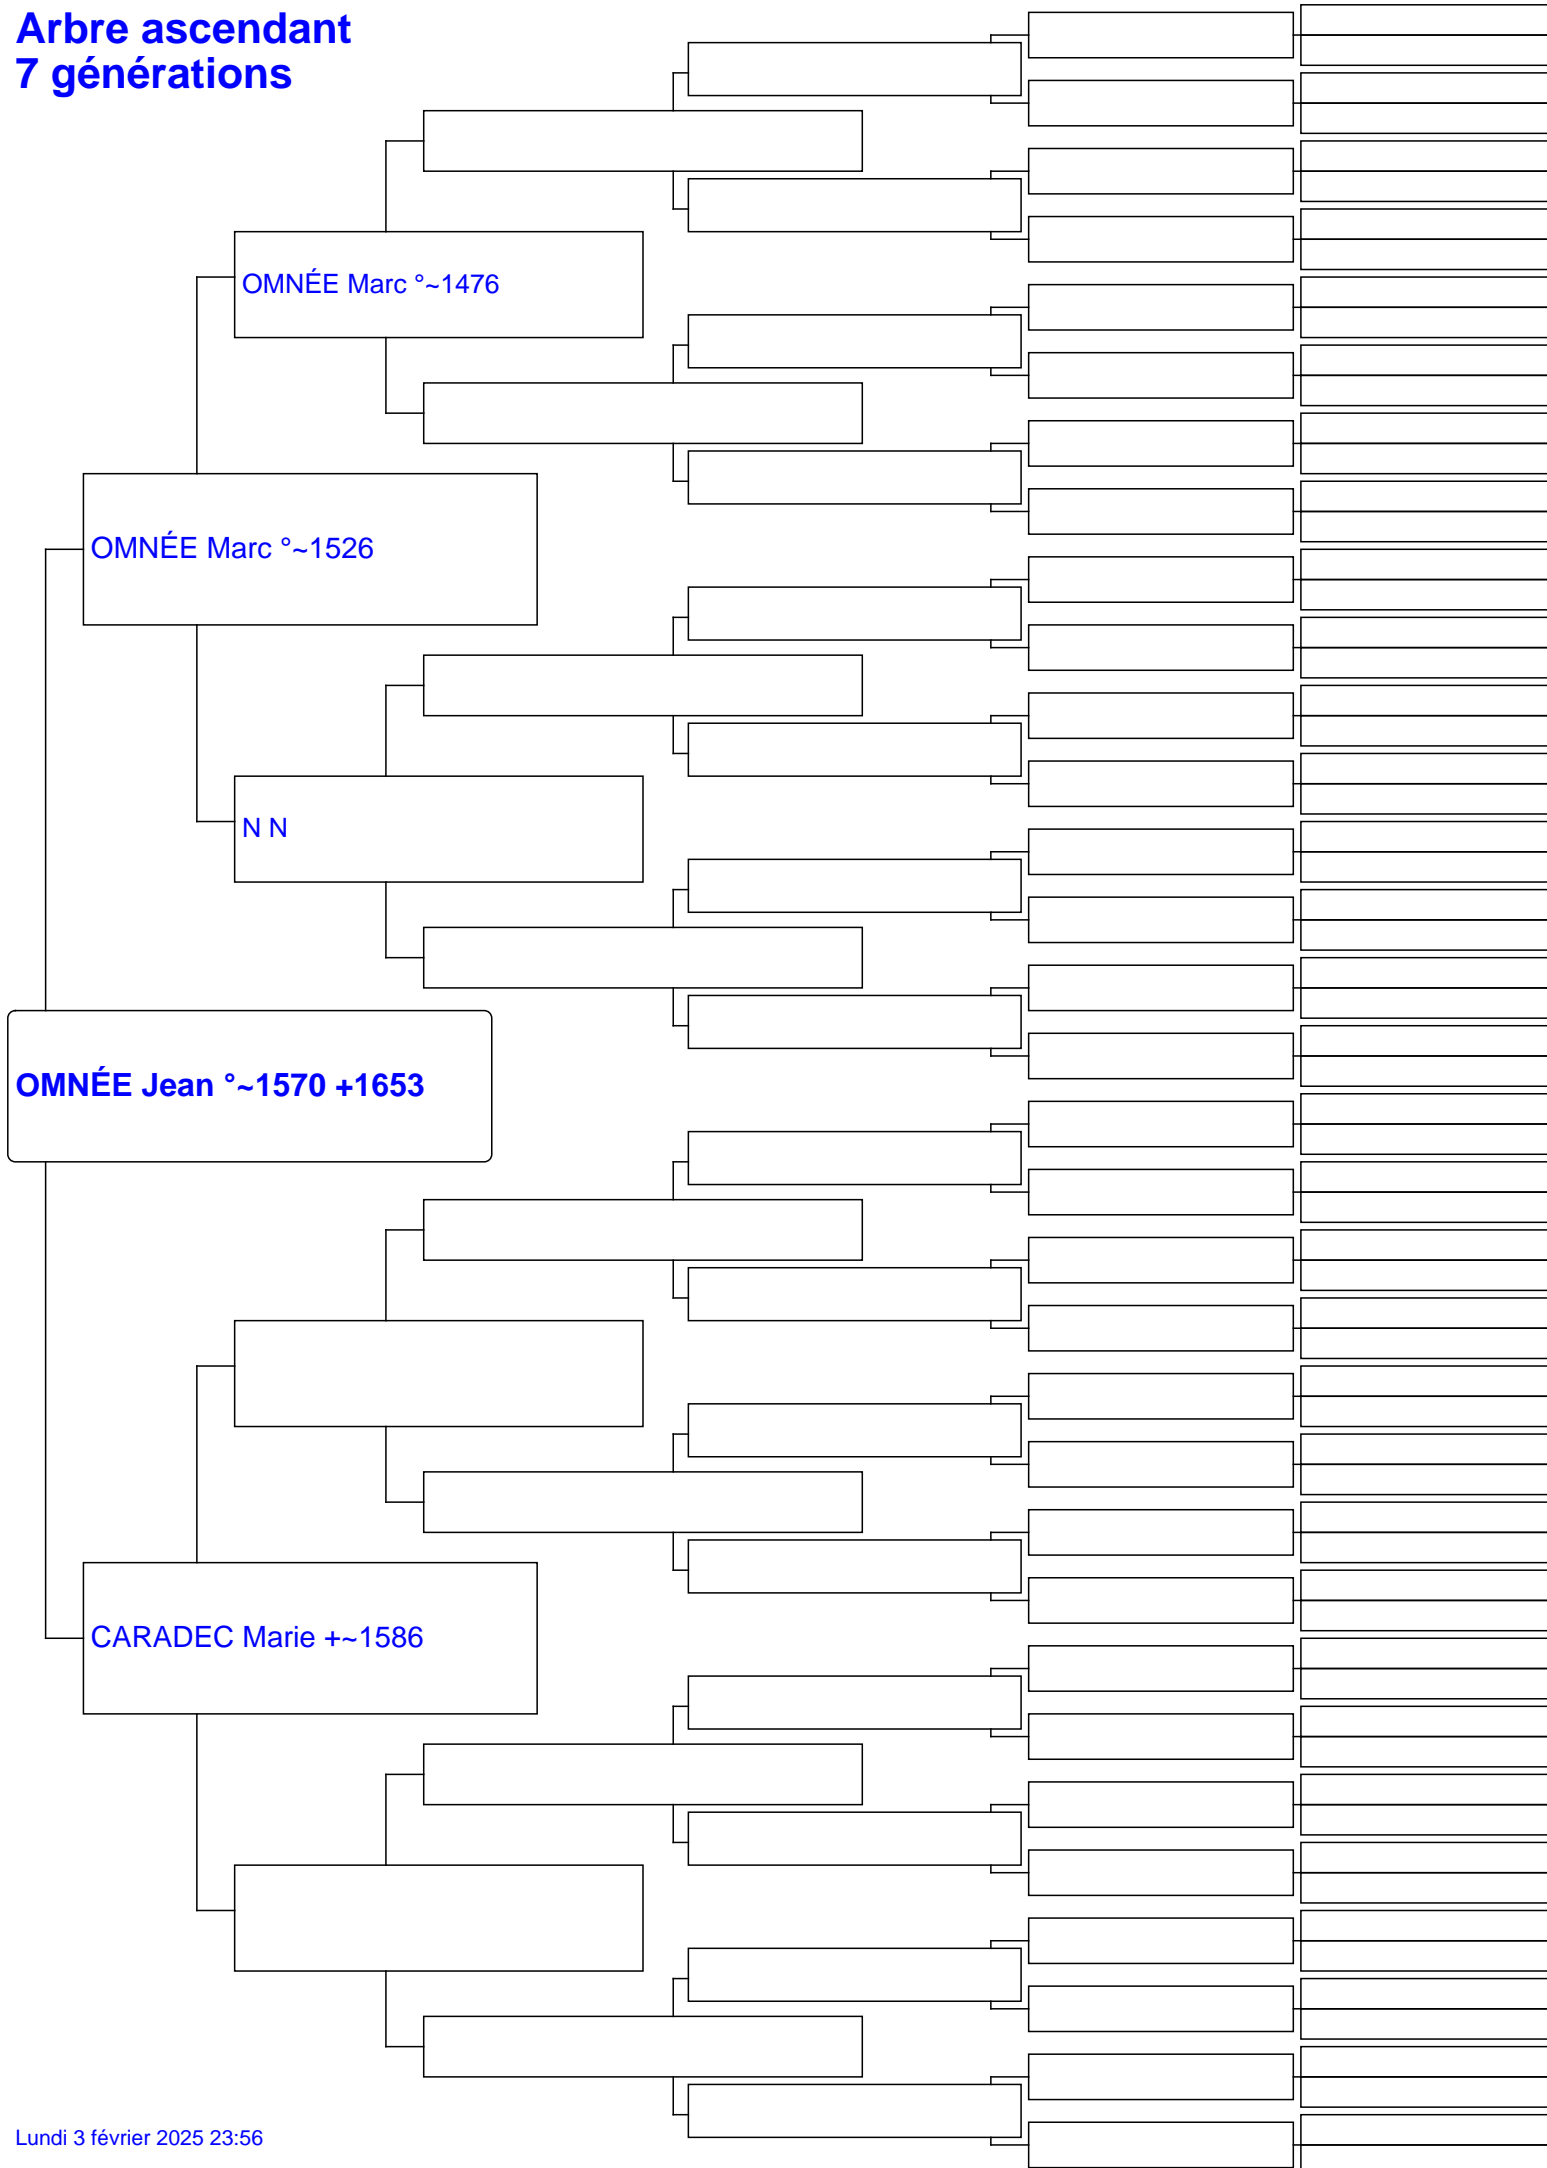 Arbre ascendant
7 générations
OMNÉE Marc °~1476
OMNÉE Marc °~1526
N N
OMNÉE Jean °~1570 +1653
CARADEC Marie +~1586
Lundi 3 février 2025 23:56